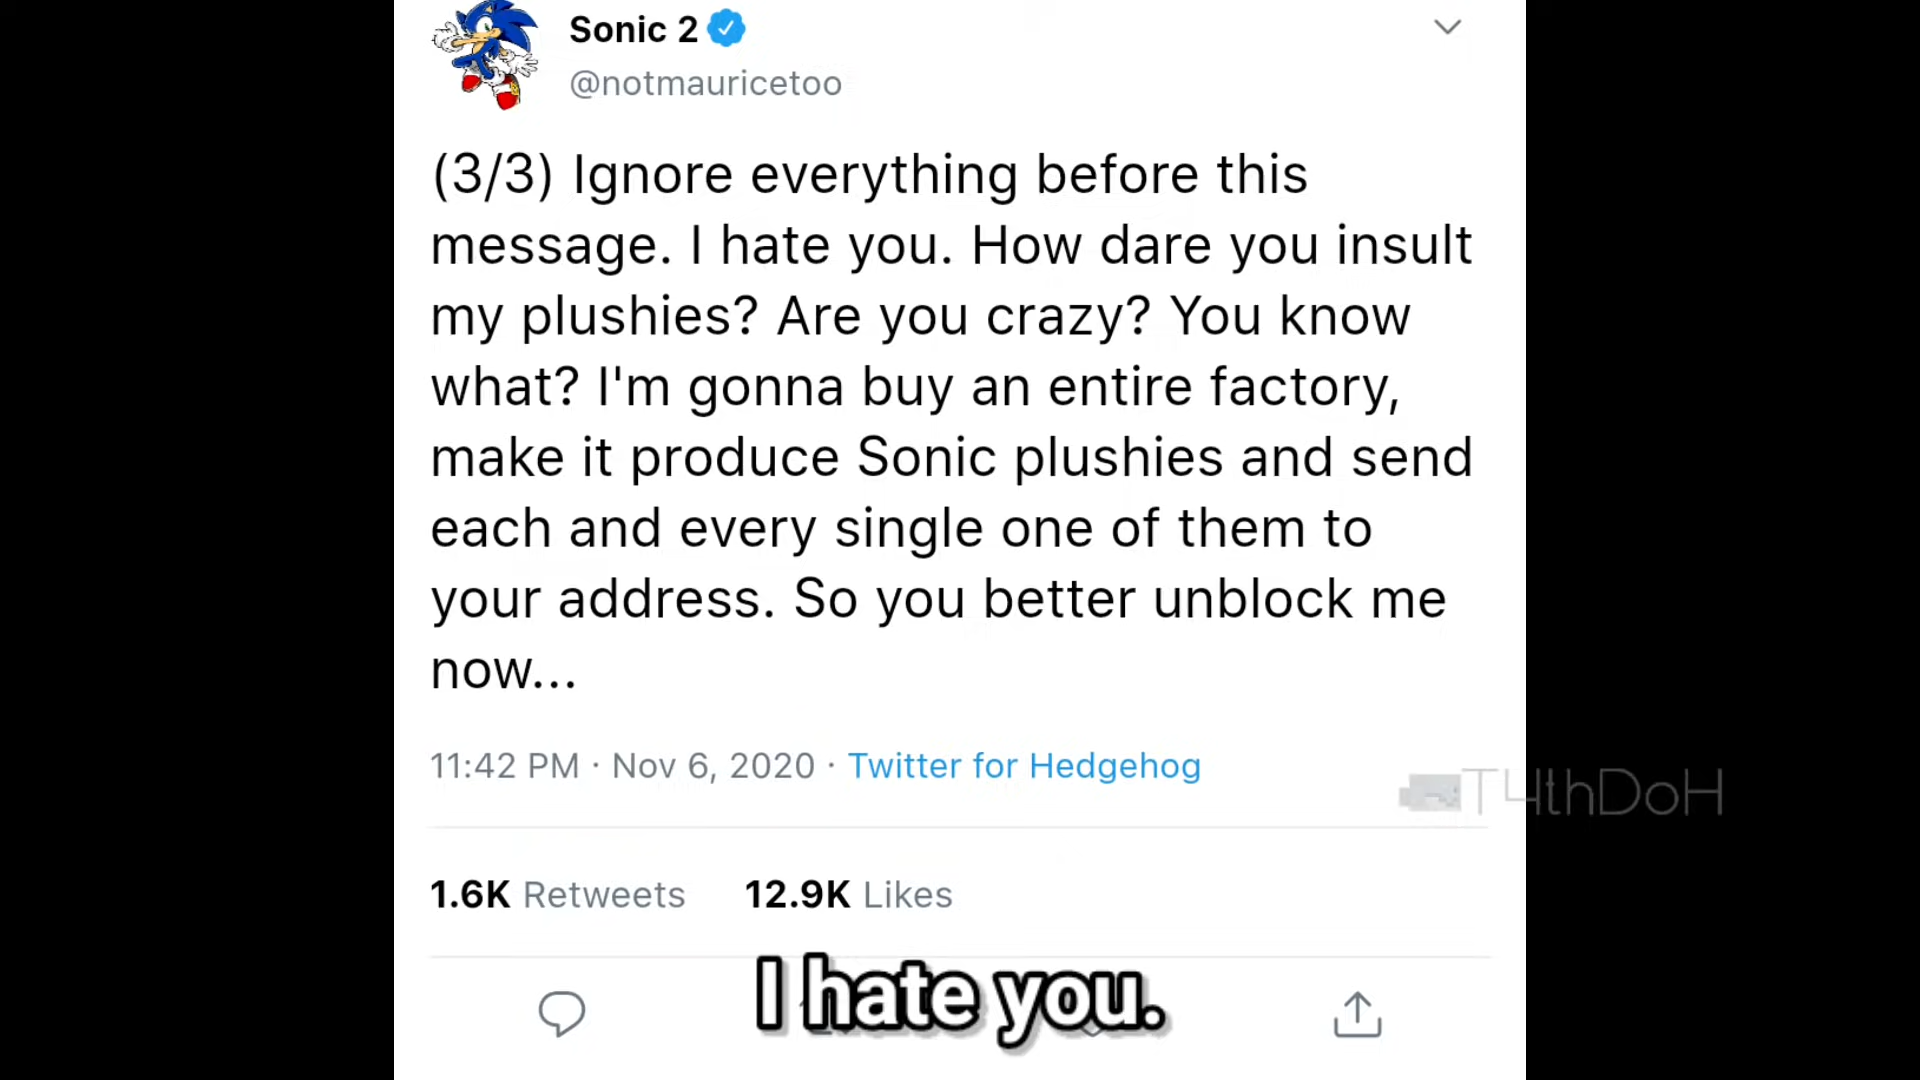 Sonic 2
@notmauricetoo
(3/3) Ignore everything before this
message. I hate you. How dare you insult
my plushies? Are you crazy? You know
what? I'm gonna buy an entire factory,
make it produce Sonic plushies and send
each and every single one of them to
your address. So you better unblock me
now...
11:42 PM · Nov 6, 2020 · Twitter for Hedgehog
T4thDoH
1.6K Retweets 12.9K Likes
I hate you.